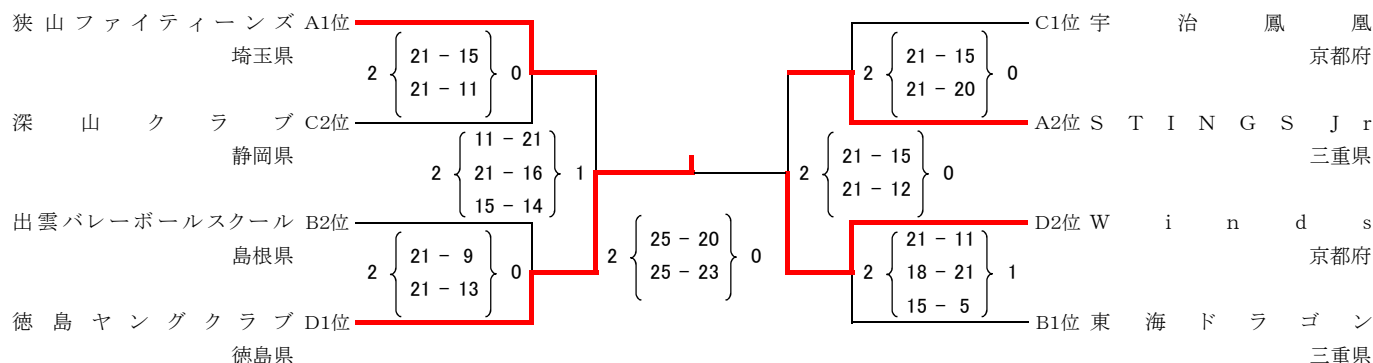 狭山ファイティーンズ A1位
埼玉県
2 21 - 15 0
21 - 11
深山クラブ C2位
静岡県
11 - 21
2 21 - 16 1
15 - 14
出雲バレーボールスクール B2位
島根県
2 21 - 9 0
21 - 13
徳島ヤングクラブ D1位
徳島県
2 25 - 20 0
25 - 23
C1位 宇治鳳凰
京都府
2 21 - 15 0
21 - 20
A2位 STINGS Jr
三重県
2 21 - 15 0
21 - 12
D2位 Winds
京都府
21 - 11
2 18 - 21 1
15 - 5
B1位 東海ドラゴン
三重県